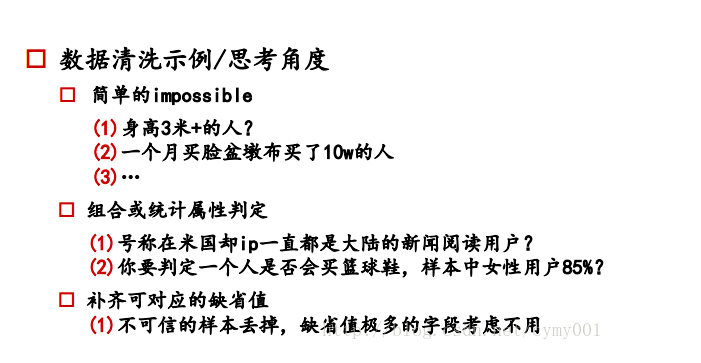 数据清洗示例/思考角度
简单的impossible
(1)身高3米+的人?
(2)一个月买脸盆墩布买了10w的人
(3)…
组合或统计属性判定
(1)号称在米国却ip一直都是大陆的新闻阅读用户?
(2)你要判定一个人是否会买篮球鞋，样本中女性用户85%?
补齐可对应的缺省值
(1)不可信的样本丢掉，缺省值极多的字段考虑不用